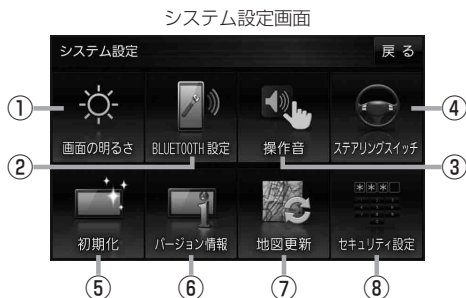 システム設定画面
システム設定 戻る
① ④
画面の明るさ BLUETOOTH 設定 操作音 ステアリングスイッチ
② ③
***
初期化 バージョン情報 地図更新 セキュリティ設定
⑤ ⑥ ⑦ ⑧